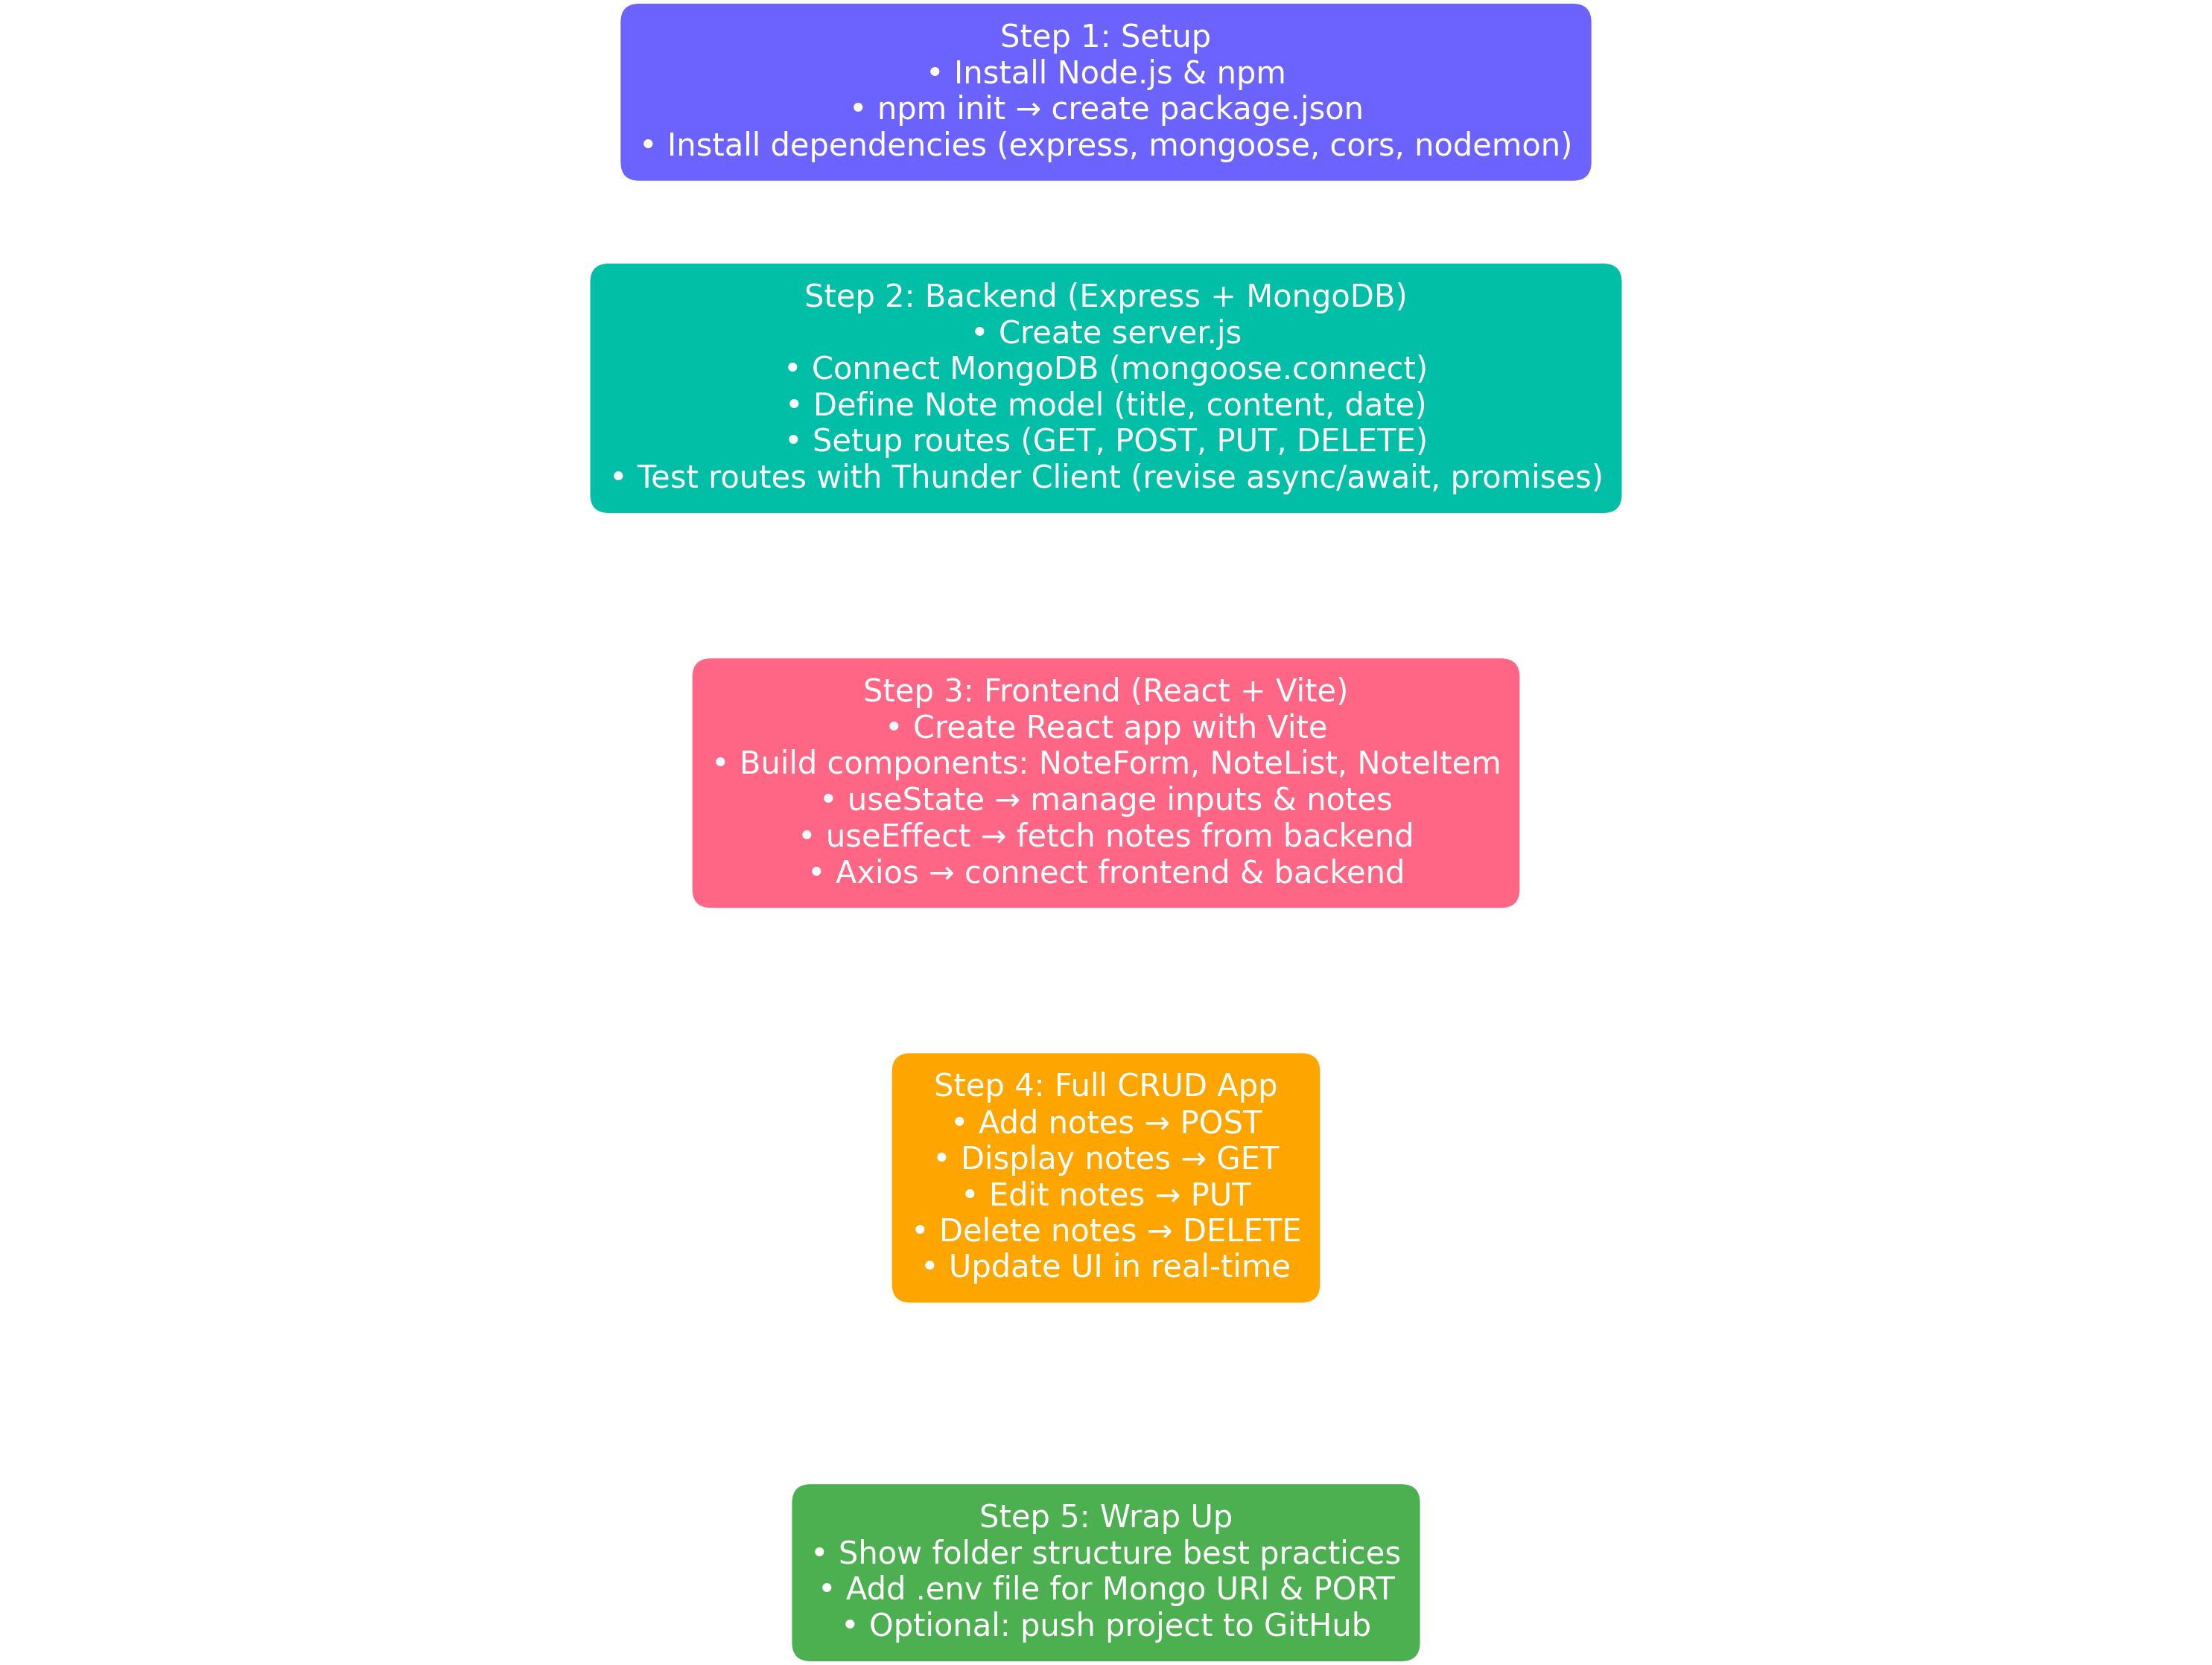 Step 1: Setup
• Install Node.js & npm
• npm init → create package.json
• Install dependencies (express, mongoose, cors, nodemon)
Step 2: Backend (Express + MongoDB)
• Create server.js
• Connect MongoDB (mongoose.connect)
• Define Note model (title, content, date)
• Setup routes (GET, POST, PUT, DELETE)
• Test routes with Thunder Client (revise async/await, promises)
Step 3: Frontend (React + Vite)
• Create React app with Vite
• Build components: NoteForm, NoteList, NoteItem
• useState → manage inputs & notes
• useEffect → fetch notes from backend
• Axios → connect frontend & backend
Step 4: Full CRUD App
• Add notes → POST
• Display notes → GET
• Edit notes → PUT
• Delete notes → DELETE
• Update UI in real-time
Step 5: Wrap Up
• Show folder structure best practices
• Add .env file for Mongo URI & PORT
• Optional: push project to GitHub